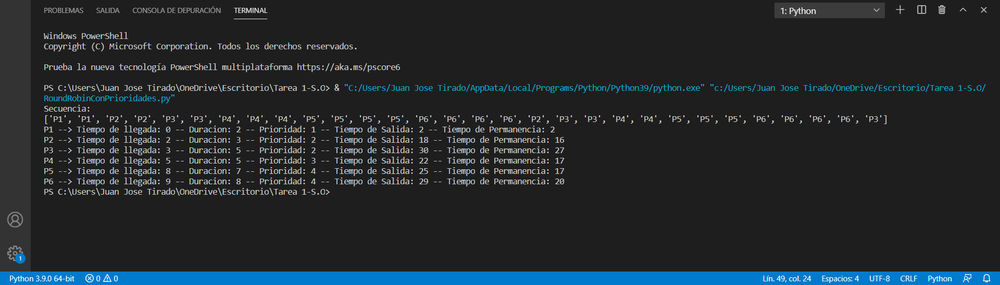 PROBLEMAS SALIDA CONSOLA DE DEPURACIÓN TERMINAL 1: Python
Windows PowerShell
Copyright (C) Microsoft Corporation. Todos los derechos reservados.
Prueba la nueva tecnología PowerShell multiplataforma https://aka.ms/pscore6
PS C:\Users\Juan Jose Tirado\OneDrive\Escritorio\Tarea 1-S.O> & "C:/Users/Juan Jose Tirado/AppData/Local/Programs/Python/Python39/python.exe" "c:/Users/Juan Jose Tirado/OneDrive/Escritorio/Tarea 1-S.O/
RoundRobinConPrioridades.py"
Secuencia:
['P1', 'P1', 'P2', 'P2', 'P3', 'P3', 'P4', 'P4', 'P4', 'P5', 'P5', 'P5', 'P5', 'P6', 'P6', 'P6', 'P6', 'P2', 'P3', 'P3', 'P4', 'P4', 'P5', 'P5', 'P5', 'P6', 'P6', 'P6', 'P6', 'P3']
P1 --> Tiempo de llegada: 0 -- Duracion: 2 -- Prioridad: 1 -- Tiempo de Salida: 2 -- Tiempo de Permanencia: 2
P2 --> Tiempo de llegada: 2 -- Duracion: 3 -- Prioridad: 2 -- Tiempo de Salida: 18 -- Tiempo de Permanencia: 16
P3 --> Tiempo de llegada: 3 -- Duracion: 5 -- Prioridad: 2 -- Tiempo de Salida: 30 -- Tiempo de Permanencia: 27
P4 --> Tiempo de llegada: 5 -- Duracion: 5 -- Prioridad: 3 -- Tiempo de Salida: 22 -- Tiempo de Permanencia: 17
P5 --> Tiempo de llegada: 8 -- Duracion: 7 -- Prioridad: 4 -- Tiempo de Salida: 25 -- Tiempo de Permanencia: 17
P6 --> Tiempo de llegada: 9 -- Duracion: 8 -- Prioridad: 4 -- Tiempo de Salida: 29 -- Tiempo de Permanencia: 20
PS C:\Users\Juan Jose Tirado\OneDrive\Escritorio\Tarea 1-S.O>
1
Python 3.9.0 64-bit 0 0 Lín. 49, col. 24 Espacios: 4 UTF-8 CRLF Python